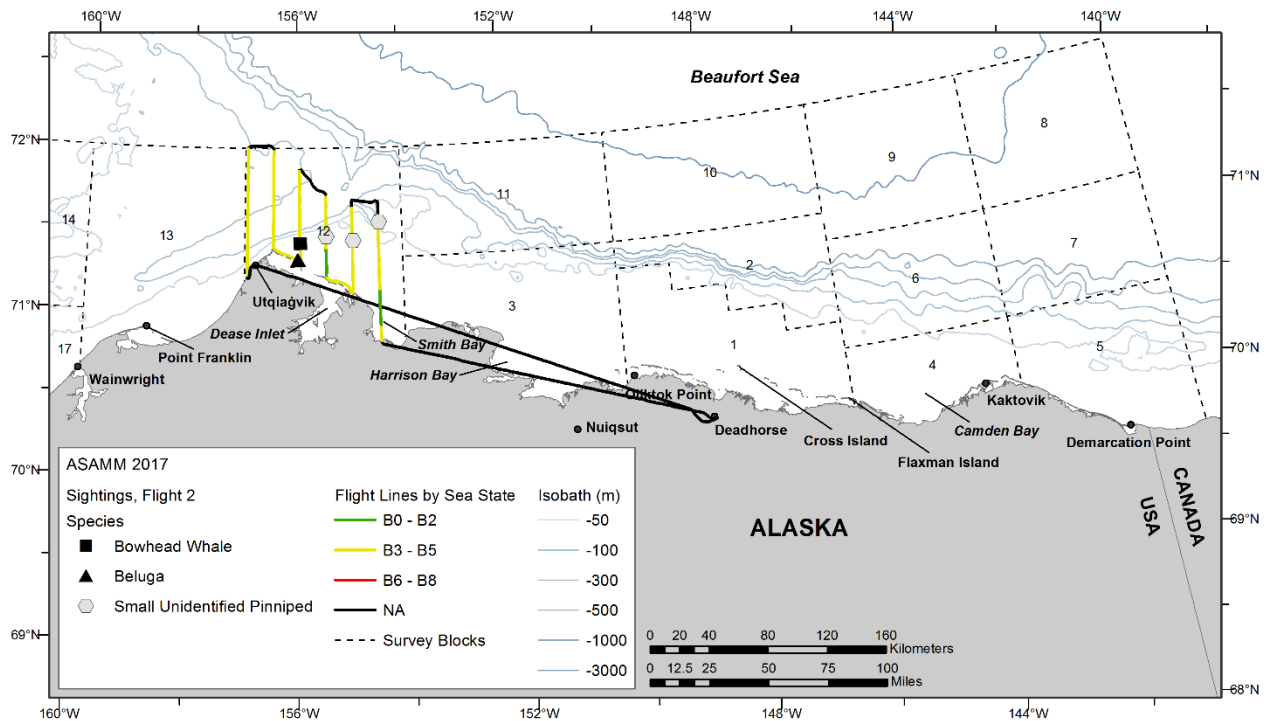 160°W 156°W 152°W 148°W 144°W 140°W
Beaufort Sea
72°N
71°N
70°N
69°N
71°N
70°N
69°N
68°N
8
9
10
11
14
13
12
7
2
6
3
1
5
4
17
Utqiaġvik
Dease Inlet
Smith Bay
Point Franklin
Harrison Bay
Wainwright
Oliktok Point
Nuiqsut
Deadhorse
Cross Island
Flaxman Island
Camden Bay
Kaktovik
Demarcation Point
ALASKA
USA
CANADA
ASAMM 2017
Sightings, Flight 2
Species
Bowhead Whale
Beluga
Small Unidentified Pinniped
Flight Lines by Sea State
B0 - B2
B3 - B5
B6 - B8
NA
Survey Blocks
Isobath (m)
-50
-100
-300
-500
-1000
-3000
0 20 40 80 120 160
Kilometers
0 12.5 25 50 75 100
Miles
160°W 156°W 152°W 148°W 144°W